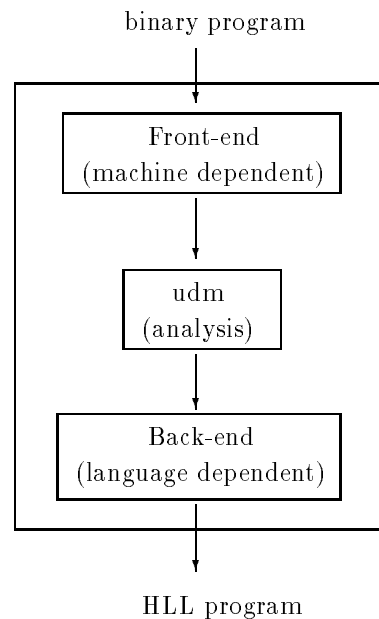 binary program
Front-end
(machine dependent)
udm
(analysis)
Back-end
(language dependent)
HLL program